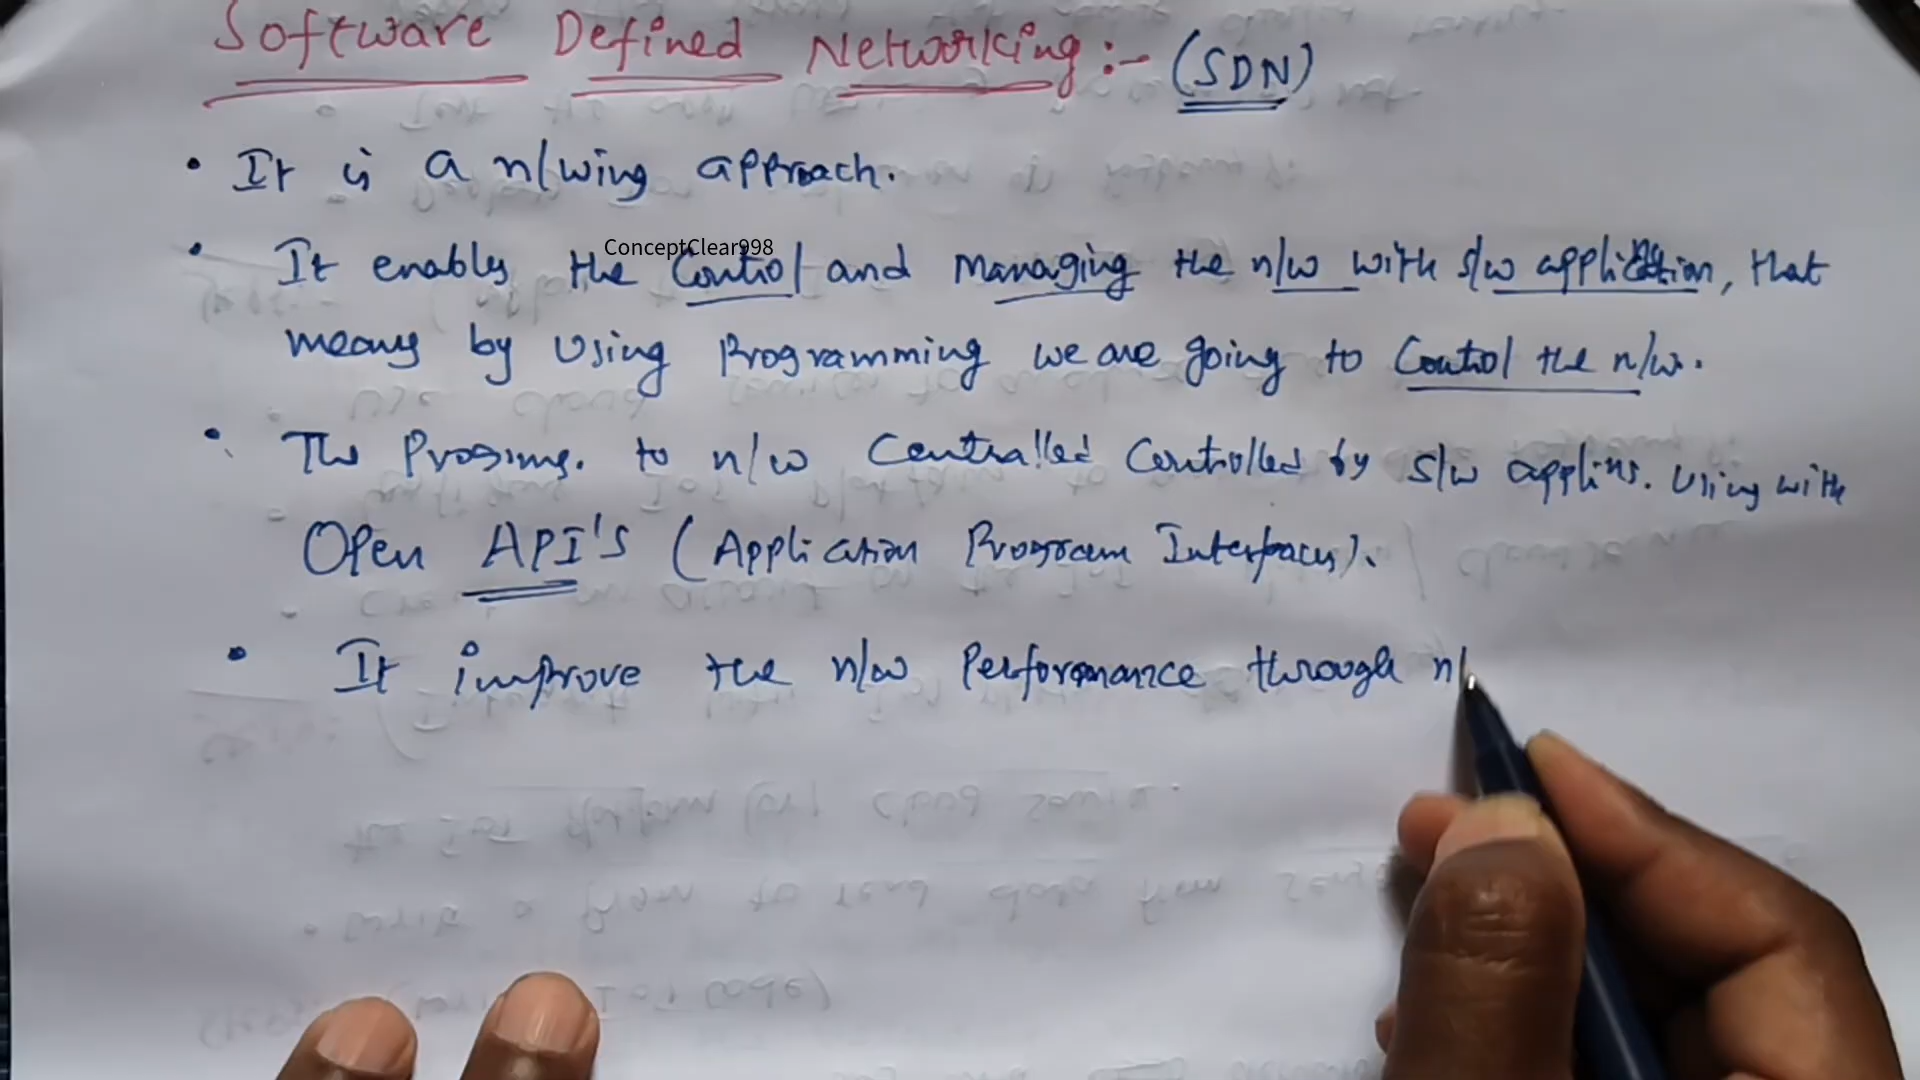 Software Defined Networking:- (SDN)
• It is a n/wing approach.
ConceptClear998
• It enables the Control and Managing the n/w with s/w application, that
means by using Programming we are going to Control the n/w.
• The to n/w Controlled by s/w applins. Using with
Open API's (Application Program Interfaces).
• It improve the n/w Performance through n/